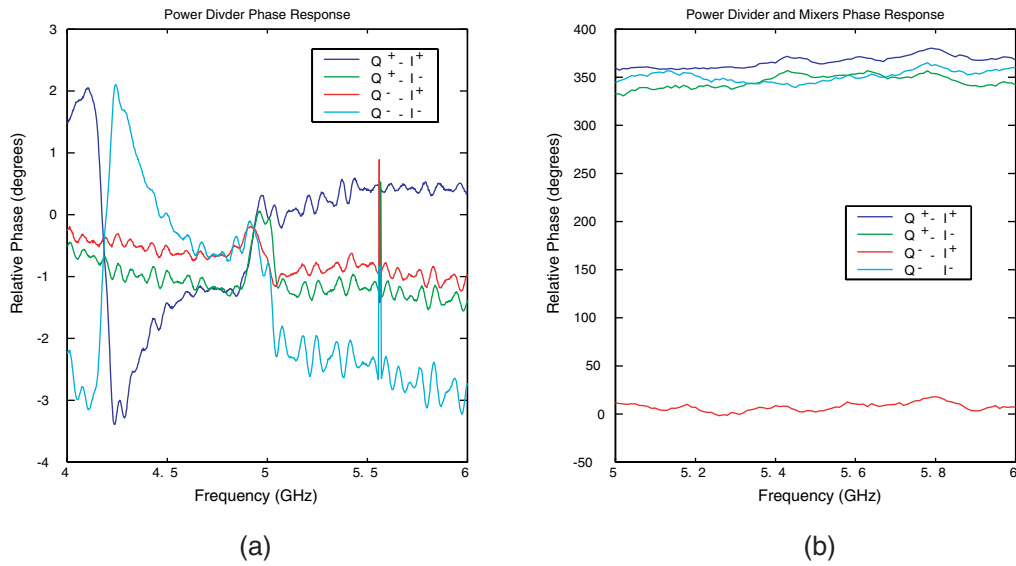 Power Divder Phase Response
3
2
1
0
-1
-2
-3
-4
Relative Phase (degrees)
Q + - I +
Q + - I -
Q - - I +
Q - - I -
4
4. 5
5
5. 5
6
Frequency (GHz)
(a)
Power Divider and Mixers Phase Response
400
350
300
250
200
150
100
50
0
-50
Relative Phase (degrees)
Q + - I +
Q + - I -
Q - - I +
Q - I -
5
5. 2
5. 4
5. 6
5. 8
6
Frequency (GHz)
(b)